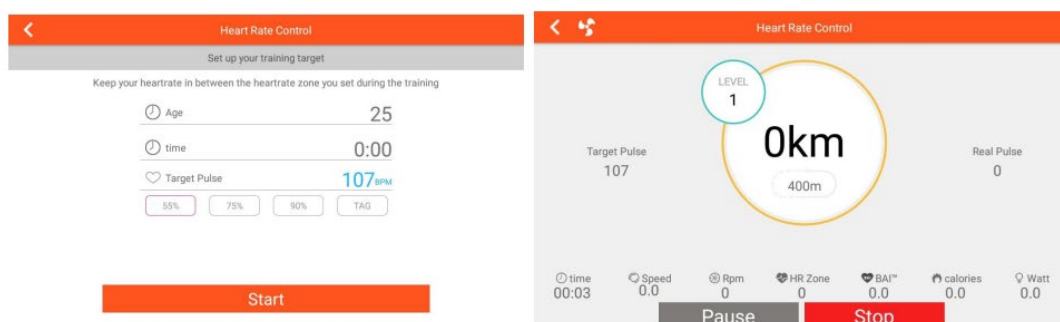 Heart Rate Control
Set up your training target
Keep your heartrate in between the heartrate zone you set during the training
Age 25
time 0:00
Target Pulse 107 BPM
55% 75% 90% TAG
Start
Heart Rate Control
LEVEL
1
0km
400m
Target Pulse
107
Real Pulse
0
time Speed Rpm HR Zone BAI™ calories Watt
00:03 0.0 0 0 0.0 0.0 0.0
Pause Stop